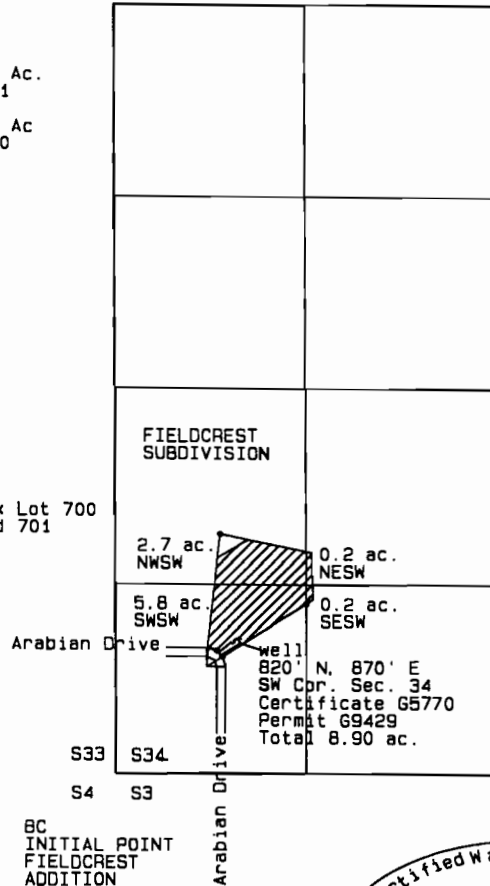 Ac.
1
Ac
0
FIELDCREST
SUBDIVISION
Lot 700
701
2.7 ac.
NWSW
0.2 ac.
NESW
5.8 ac.
SWSW
0.2 ac.
SESW
Arabian Drive
well
820' N, 870' E
SW Cor. Sec. 34
Certificate G5770
Permit G9429
Total 8.90 ac.
S33 S34
S4 S3
Arabian Drive
BC
INITIAL POINT
FIELDCREST
ADDITION
tified Wa